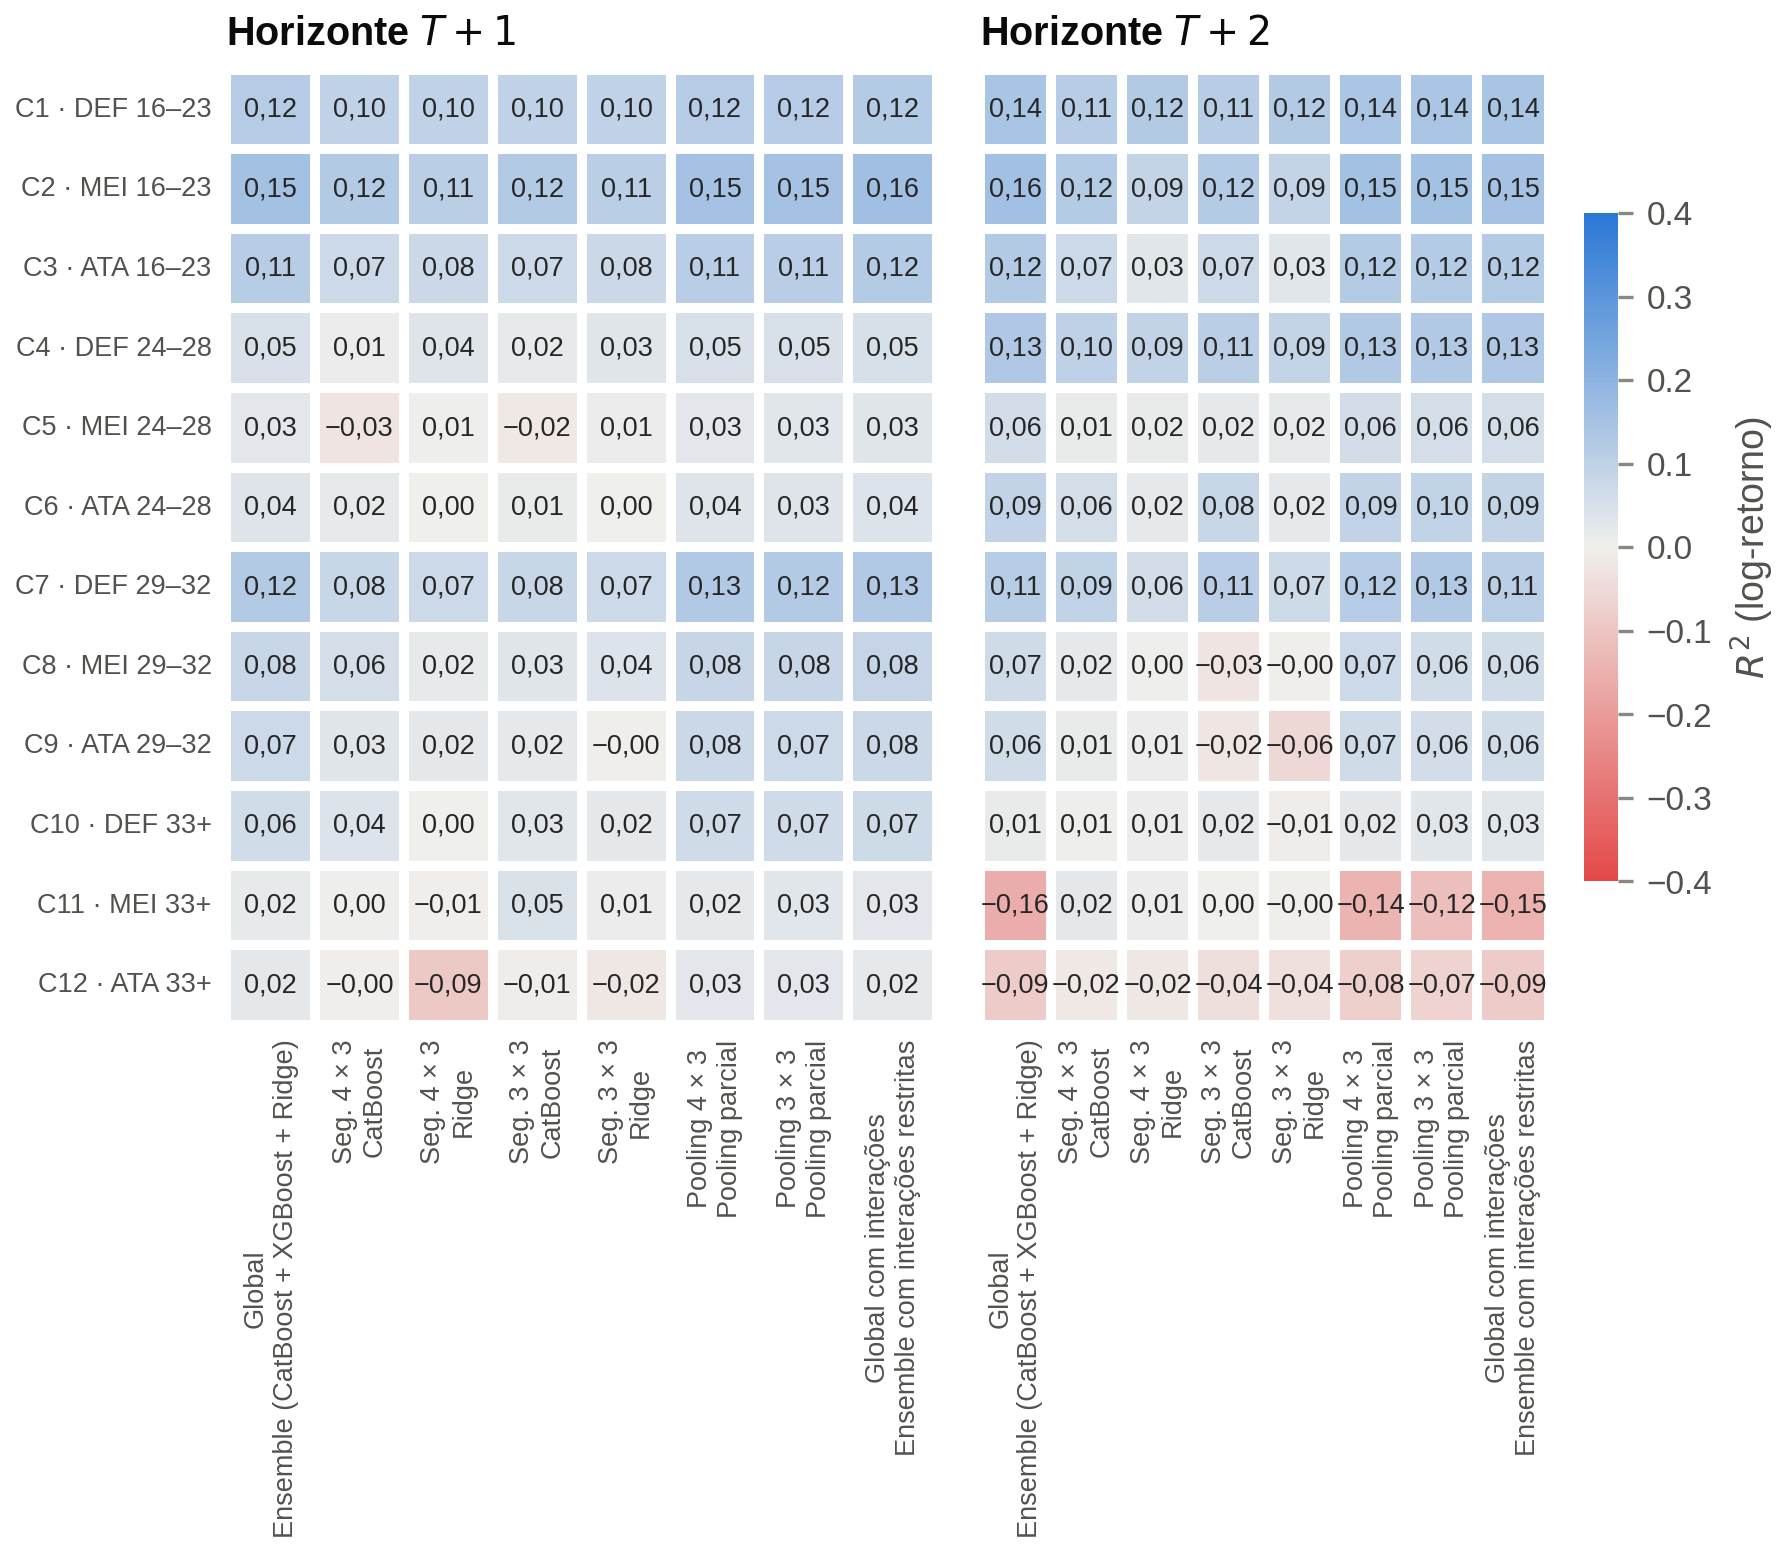 Horizonte T + 1
Horizonte T + 2
C1 · DEF 16–23 0,12 0,10 0,10 0,10 0,10 0,12 0,12 0,12 0,14 0,11 0,12 0,11 0,12 0,14 0,14 0,14
C2 · MEI 16–23 0,15 0,12 0,11 0,12 0,11 0,15 0,15 0,16 0,16 0,12 0,09 0,12 0,09 0,15 0,15 0,15
C3 · ATA 16–23 0,11 0,07 0,08 0,07 0,08 0,11 0,11 0,12 0,12 0,07 0,03 0,07 0,03 0,12 0,12 0,12
C4 · DEF 24–28 0,05 0,01 0,04 0,02 0,03 0,05 0,05 0,05 0,13 0,10 0,09 0,11 0,09 0,13 0,13 0,13
C5 · MEI 24–28 0,03 −0,03 0,01 −0,02 0,01 0,03 0,03 0,03 0,06 0,01 0,02 0,02 0,02 0,06 0,06 0,06
C6 · ATA 24–28 0,04 0,02 0,00 0,01 0,00 0,04 0,03 0,04 0,09 0,06 0,02 0,08 0,02 0,09 0,10 0,09
C7 · DEF 29–32 0,12 0,08 0,07 0,08 0,07 0,13 0,12 0,13 0,11 0,09 0,06 0,11 0,07 0,12 0,13 0,11
C8 · MEI 29–32 0,08 0,06 0,02 0,03 0,04 0,08 0,08 0,08 0,07 0,02 0,00 −0,03 −0,00 0,07 0,06 0,06
C9 · ATA 29–32 0,07 0,03 0,02 0,02 −0,00 0,08 0,07 0,08 0,06 0,01 0,01 −0,02 −0,06 0,07 0,06 0,06
C10 · DEF 33+ 0,06 0,04 0,00 0,03 0,02 0,07 0,07 0,07 0,01 0,01 0,01 0,02 −0,01 0,02 0,03 0,03
C11 · MEI 33+ 0,02 0,00 −0,01 0,05 0,01 0,02 0,03 0,03 −0,16 0,02 0,01 0,00 −0,00 −0,14 −0,12 −0,15
C12 · ATA 33+ 0,02 −0,00 −0,09 −0,01 −0,02 0,03 0,03 0,02 −0,09 −0,02 −0,02 −0,04 −0,04 −0,08 −0,07 −0,09
Global
Ensemble (CatBoost + XGBoost + Ridge)
Seg. 4 × 3
CatBoost
Seg. 4 × 3
Ridge
Seg. 3 × 3
CatBoost
Seg. 3 × 3
Ridge
Pooling 4 × 3
Pooling parcial
Pooling 3 × 3
Pooling parcial
Global com interações
Ensemble com interações restritas
Global
Ensemble (CatBoost + XGBoost + Ridge)
Seg. 4 × 3
CatBoost
Seg. 4 × 3
Ridge
Seg. 3 × 3
CatBoost
Seg. 3 × 3
Ridge
Pooling 4 × 3
Pooling parcial
Pooling 3 × 3
Pooling parcial
Global com interações
Ensemble com interações restritas
0.4
0.3
0.2
0.1
0.0
−0.1
−0.2
−0.3
−0.4
R² (log-retorno)